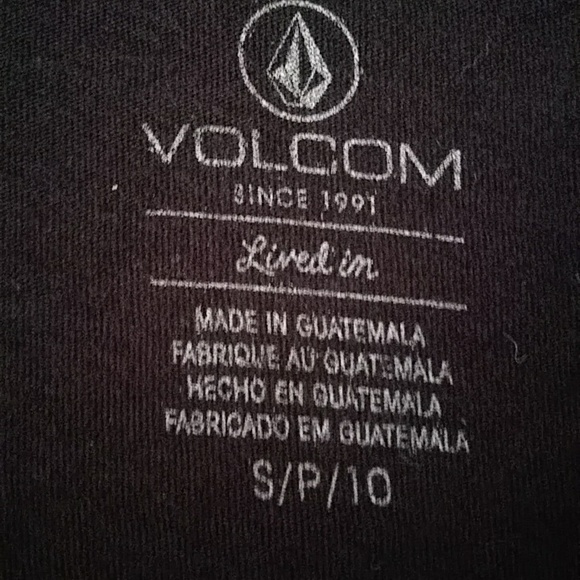 VOLCOM
SINCE 1991
Lived in
MADE IN GUATEMALA
FABRIQUE AU GUATEMALA
HECHO EN GUATEMALA
FABRICADO EM GUATEMALA
S/P/10